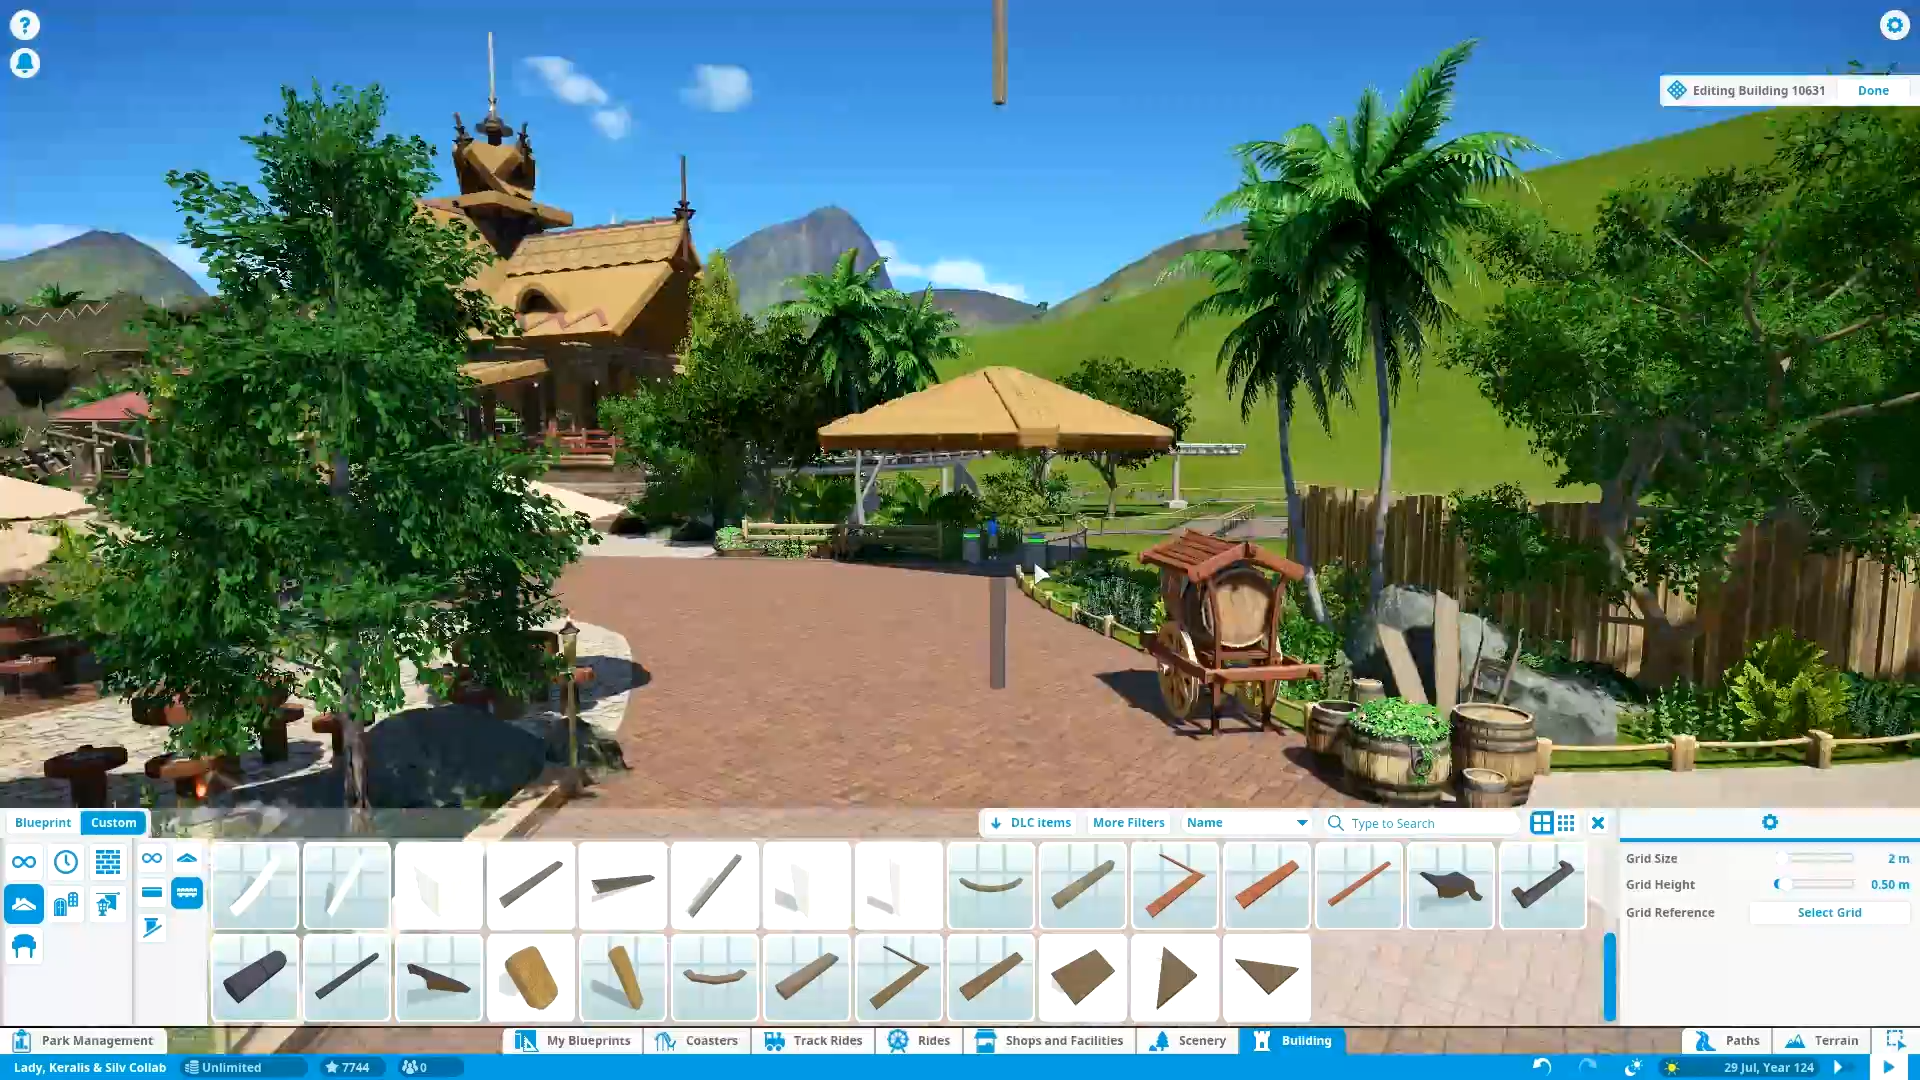 ?
Editing Building 10631
Done
Blueprint
Custom
DLC items
More Filters
Name
Type to Search
Grid Size
2 m
Grid Height
0.50 m
Grid Reference
Select Grid
Park Management
My Blueprints
Coasters
Track Rides
Rides
Shops and Facilities
Scenery
Building
Paths
Terrain
Lady, Keralis & Silv Collab
Unlimited
7744
0
29 Jul, Year 124